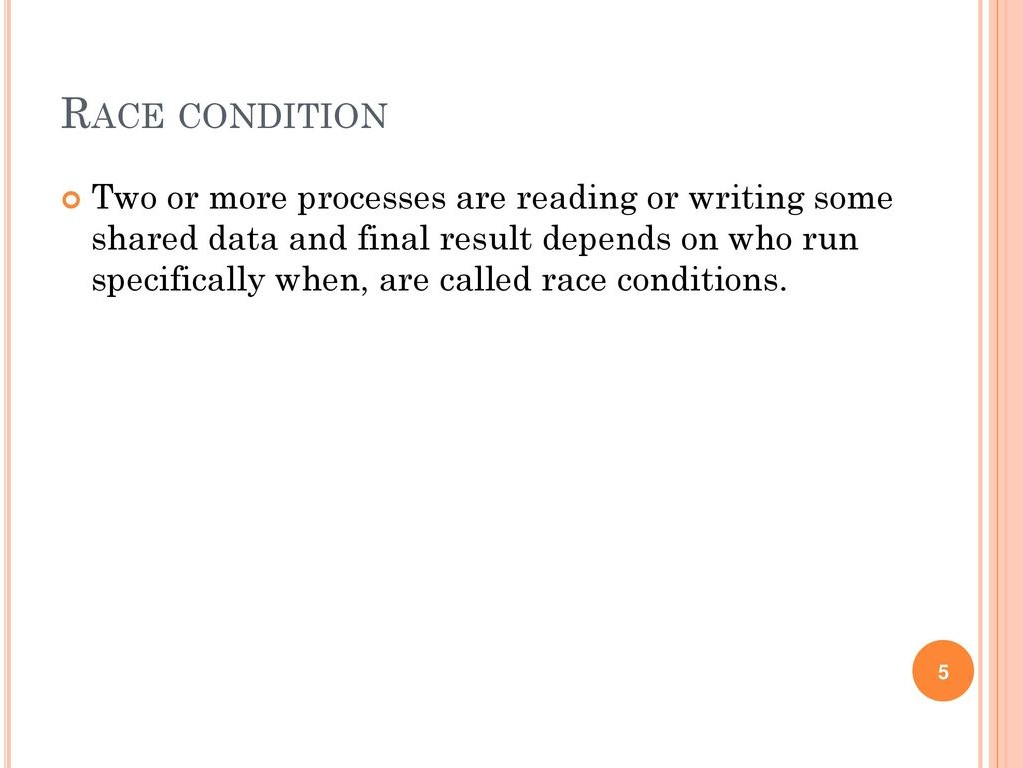 RACE CONDITION
Two or more processes are reading or writing some
shared data and final result depends on who run
specifically when, are called race conditions.
5